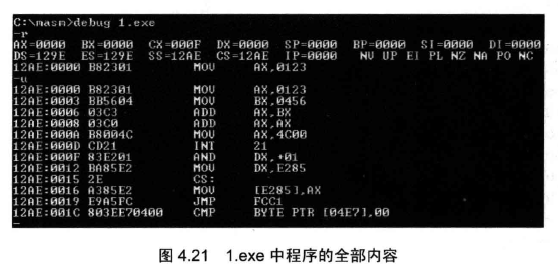 C:\masm>debug 1.exe
-r
AX=0000 BX=0000 CX=000F DX=0000 SP=0000 BP=0000 SI=0000 DI=0000
DS=129E ES=129E SS=12AE CS=12AE IP=0000 NV UP EI PL NZ NA PO NC
12AE:0000 B82301 MOV AX,0123
-u
12AE:0000 B82301 MOV AX,0123
12AE:0003 BB5604 MOV BX,0456
12AE:0006 03C3 ADD AX,BX
12AE:0008 03C0 ADD AX,AX
12AE:000A B8004C MOV AX,4C00
12AE:000D CD21 INT 21
12AE:000F 83E201 AND DX,+01
12AE:0012 BA85E2 MOV DX,E285
12AE:0015 2E CS:
12AE:0016 A385E2 MOV [E285],AX
12AE:0019 E9A5FC JMP FCC1
12AE:001C 803EE70400 CMP BYTE PTR [04E7],00
-
图 4.21 1.exe 中程序的全部内容